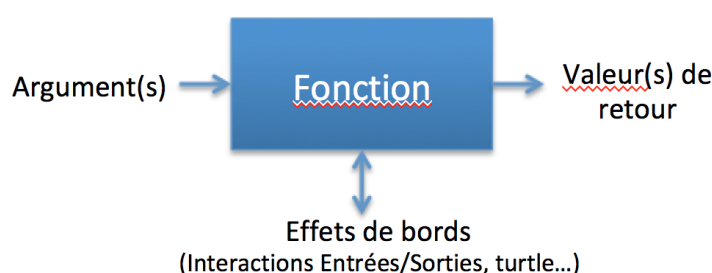 Argument(s)
Fonction
Valeur(s) de
retour
Effets de bords
(Interactions Entrées/Sorties, turtle...)